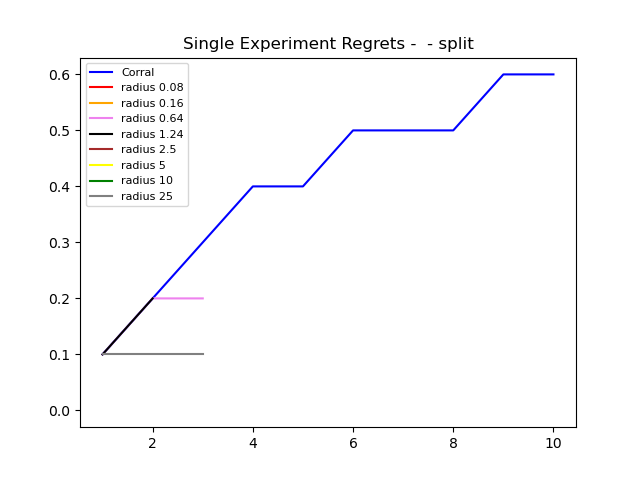 Single Experiment Regrets -  - split
0.6
0.5
0.4
0.3
0.2
0.1
0.0
Corral
radius 0.08
radius 0.16
radius 0.64
radius 1.24
radius 2.5
radius 5
radius 10
radius 25
2 4 6 8 10